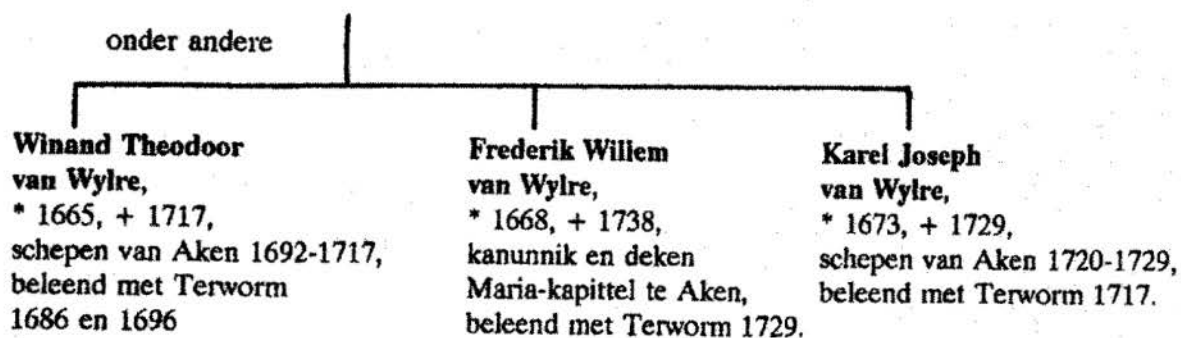 onder andere
Winand Theodoor
van Wylre,
* 1665, + 1717,
schepen van Aken 1692-1717,
beleend met Terworm
1686 en 1696
Frederik Willem
van Wylre,
* 1668, + 1738,
kanunnik en deken
Maria-kapittel te Aken,
beleend met Terworm 1729.
Karel Joseph
van Wylre,
* 1673, + 1729,
schepen van Aken 1720-1729,
beleend met Terworm 1717.